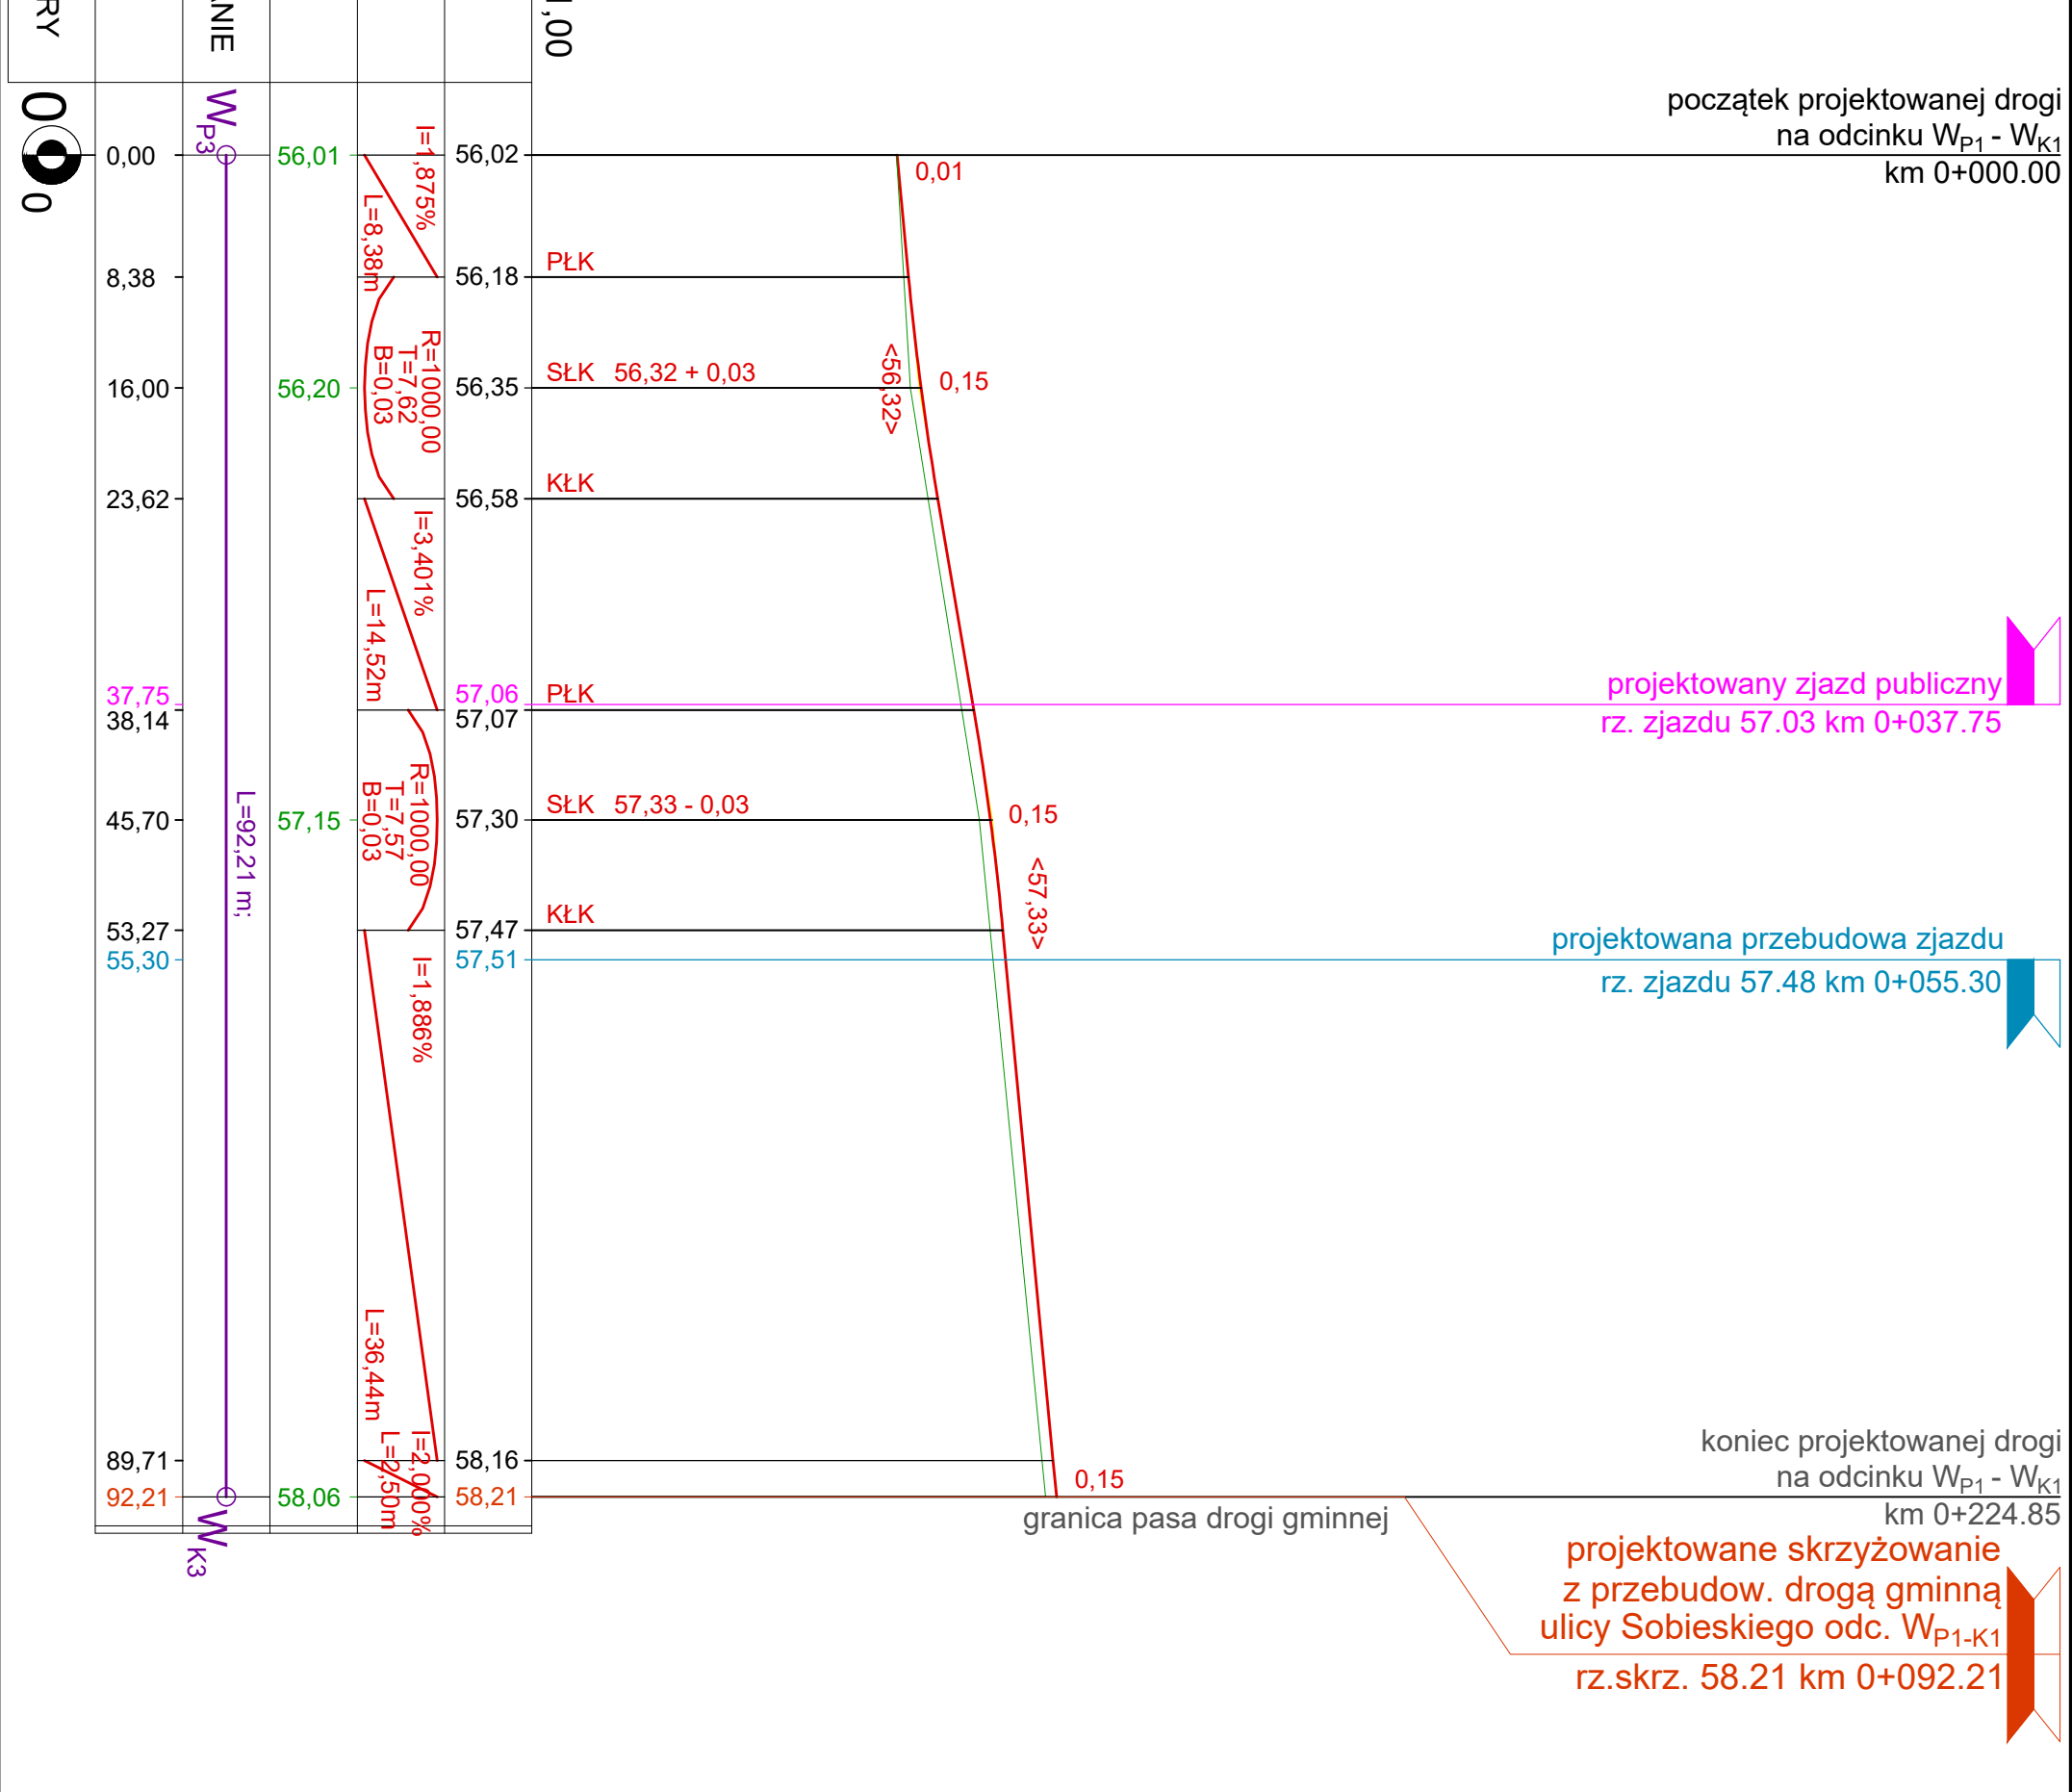 RY
ANIE
,00
początek projektowanej drogi
na odcinku WP1 - WK1
km 0+000.00
0
0
WP3
0,00
56,01
I=1,875%
L=8,38m
56,02
0,01
8,38
56,18
PŁK
R=1000,00
T=7,62
B=0,03
16,00
56,20
56,35
SŁK 56,32 + 0,03
<56,32>
0,15
23,62
56,58
KŁK
I=3,401%
L=14,52m
37,75
57,06
projektowany zjazd publiczny
rz. zjazdu 57.03 km 0+037.75
38,14
57,07
PŁK
R=1000,00
T=7,57
B=0,03
L=92,21 m;
45,70
57,15
57,30
SŁK 57,33 - 0,03
0,15
<57,33>
53,27
57,47
KŁK
55,30
57,51
projektowana przebudowa zjazdu
rz. zjazdu 57.48 km 0+055.30
I=1,886%
L=36,44m
89,71
58,16
I=2,000%
L=2,50m
92,21
58,06
58,21
0,15
WK3
granica pasa drogi gminnej
koniec projektowanej drogi
na odcinku WP1 - WK1
km 0+224.85
projektowane skrzyżowanie
z przebudow. drogą gminną
ulicy Sobieskiego odc. WP1-K1
rz.skrz. 58.21 km 0+092.21